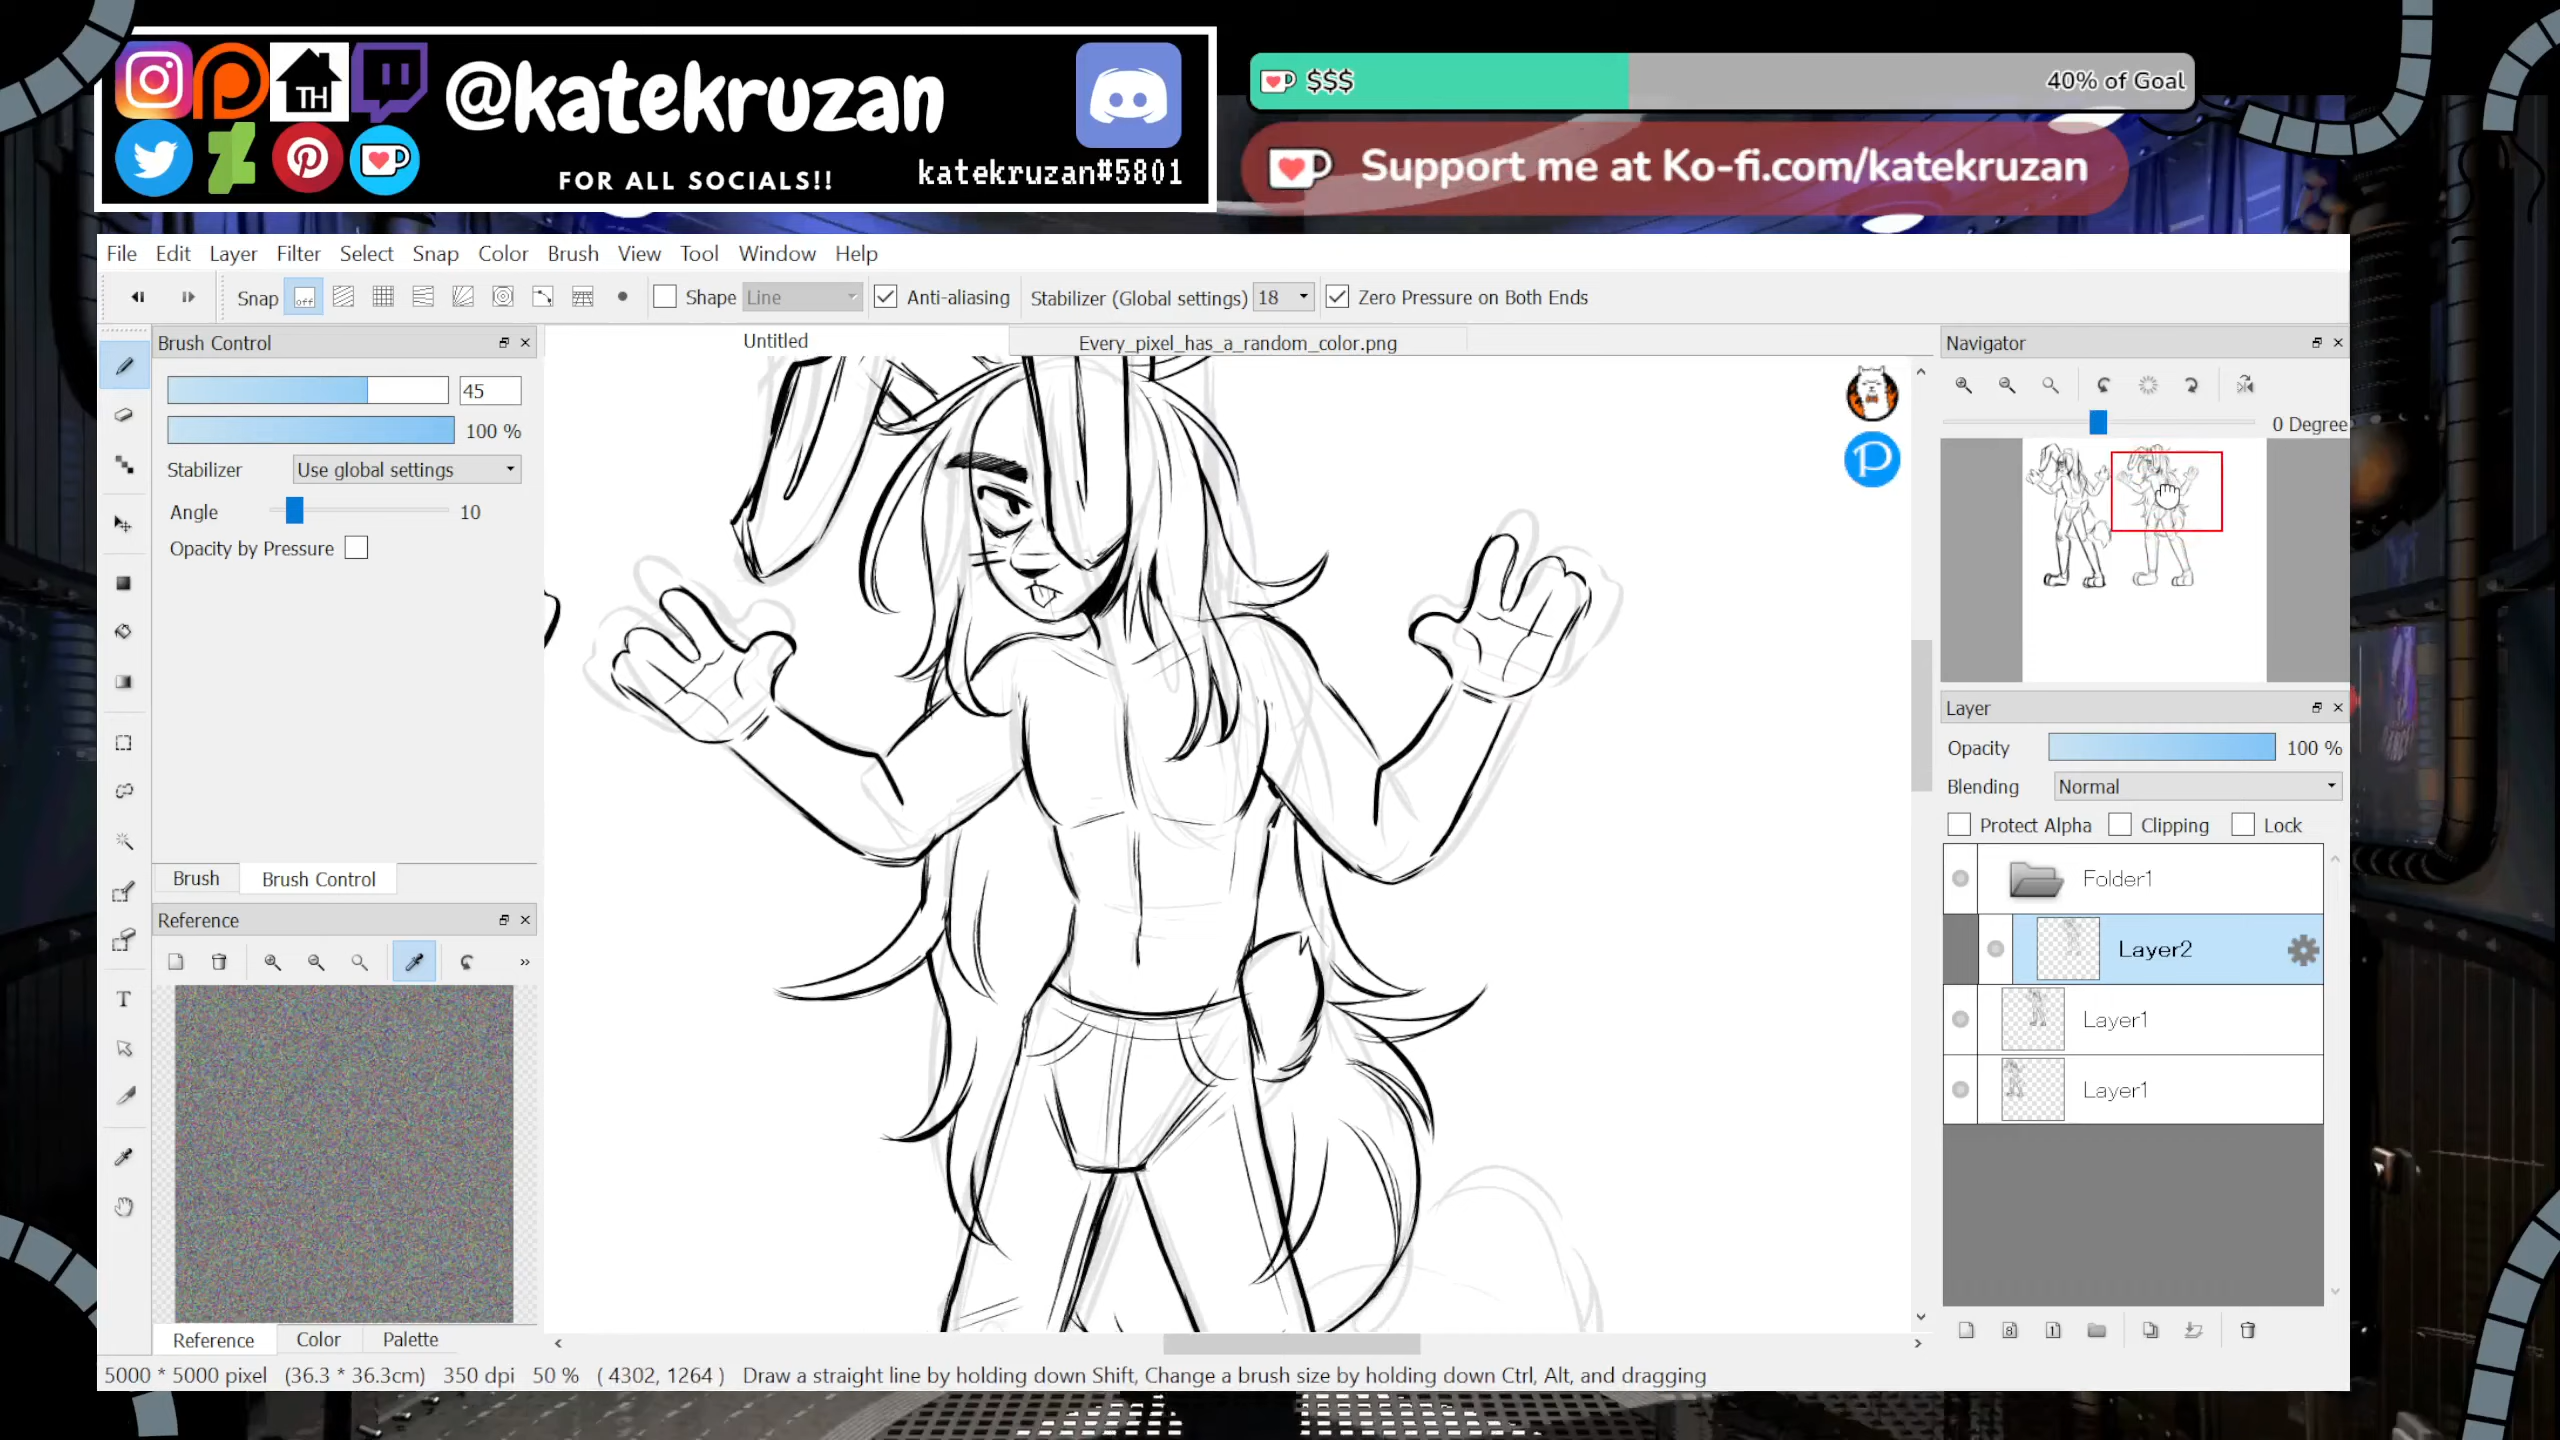 TH
@katekruzan
FOR ALL SOCIALS!!
katekruzan#5801
$$$
40% of Goal
Support me at Ko-fi.com/katekruzan
File Edit Layer Filter Select Snap Color Brush View Tool Window Help
Snap off Shape Line Anti-aliasing Stabilizer (Global settings) 18 Zero Pressure on Both Ends
Brush Control
45
100 %
Stabilizer Use global settings
Angle 10
Opacity by Pressure
Brush Brush Control
Reference
»
Reference Color Palette
Untitled Every_pixel_has_a_random_color.png
Navigator
0 Degree
Layer
Opacity 100 %
Blending Normal
Protect Alpha Clipping Lock
Folder1
Layer2
Layer1
Layer1
5000 * 5000 pixel (36.3 * 36.3cm) 350 dpi 50 % ( 4302, 1264 ) Draw a straight line by holding down Shift, Change a brush size by holding down Ctrl, Alt, and dragging